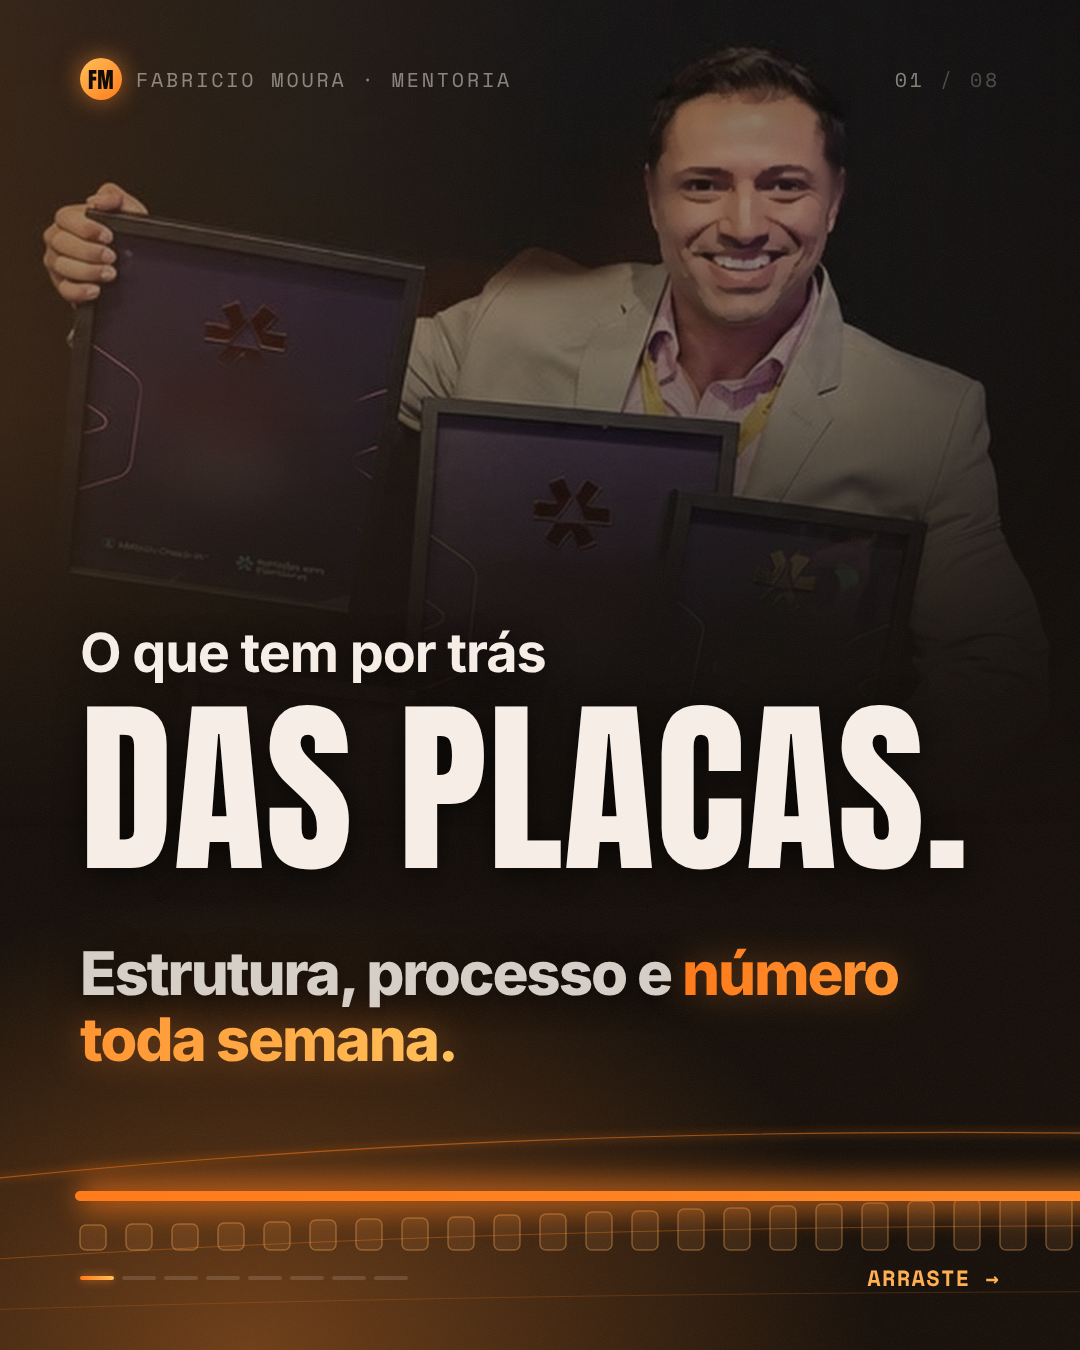 FM FABRICIO MOURA · MENTORIA
01 / 08
O que tem por trás
DAS PLACAS.
Estrutura, processo e número
toda semana.
ARRASTE →